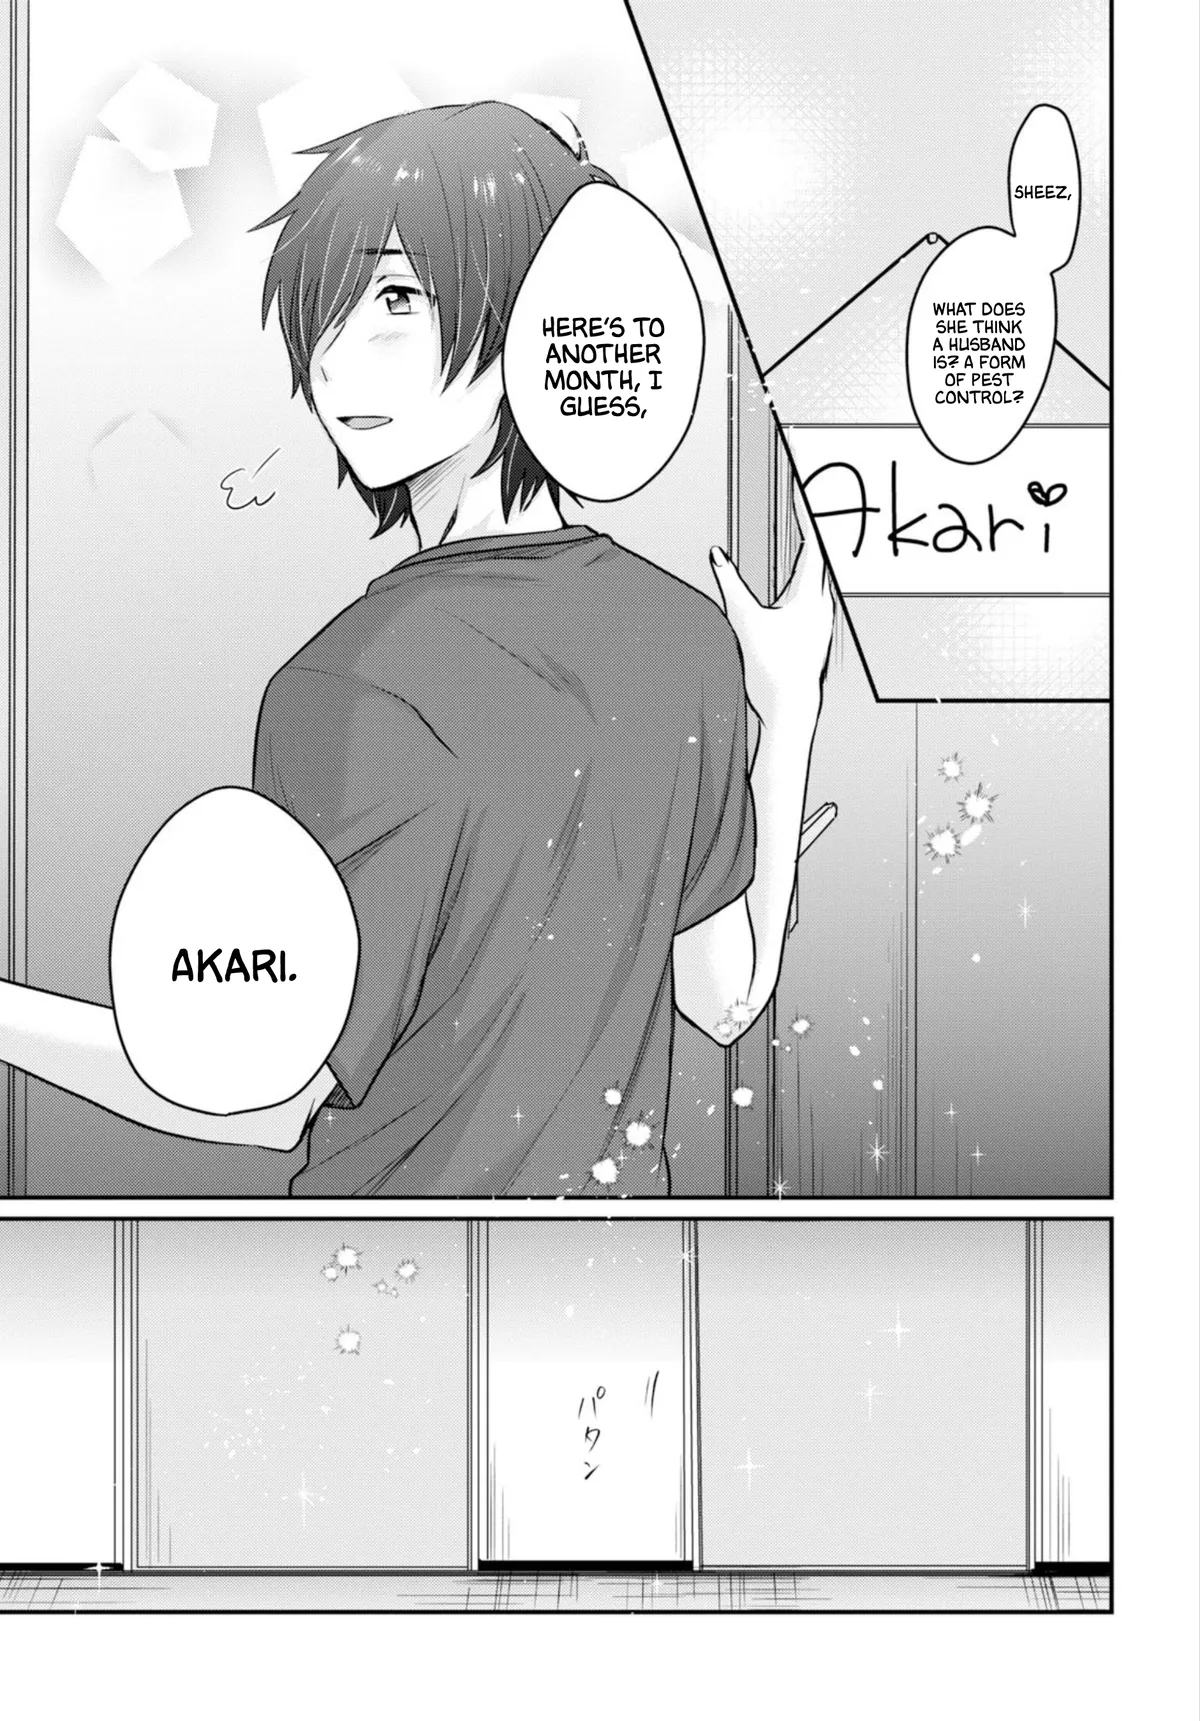 SHEEZ,
WHAT DOES
SHE THINK
A HUSBAND
IS? A FORM
OF PEST
CONTROL?
Akari
HERE'S TO
ANOTHER
MONTH, I
GUESS,
AKARI.
パタン